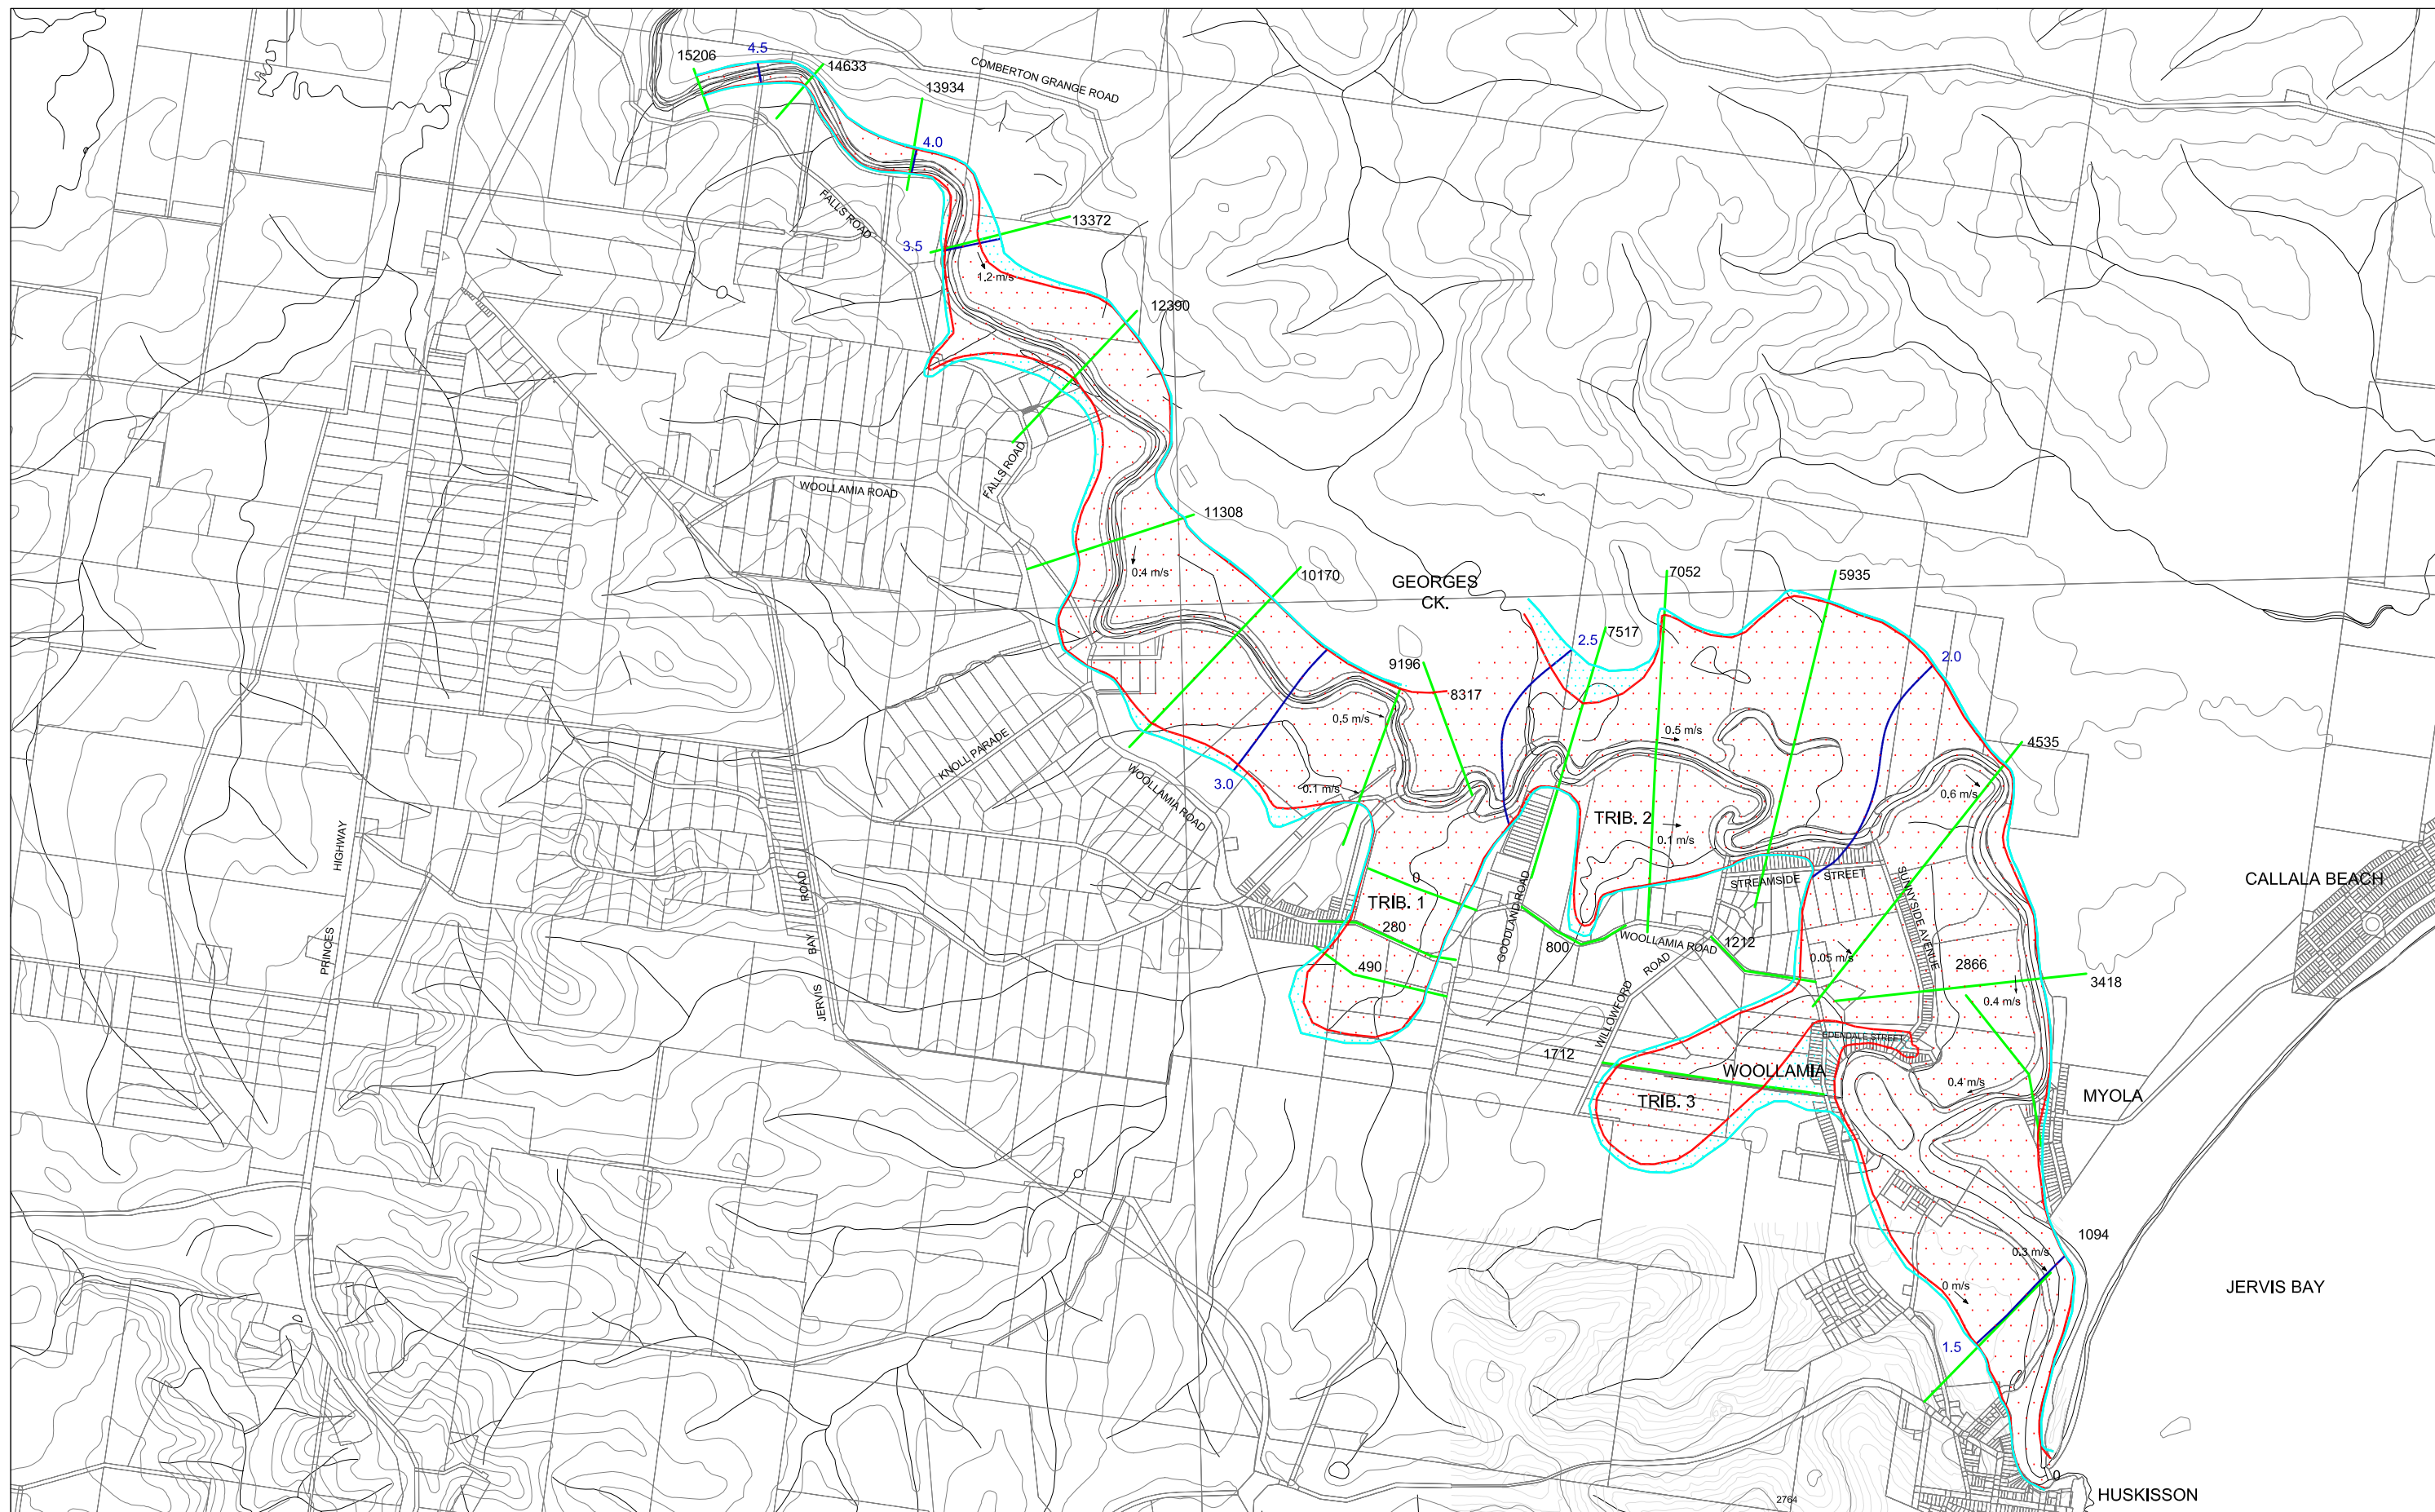 4.5
15206
14633
COMBERTON GRANGE ROAD
13934
4.0
FALLS ROAD
13372
3.5
1.2 m/s
12390
FALLS ROAD
WOOLLAMIA ROAD
11308
0.4 m/s
10170
GEORGES
CK.
7052
5935
7517
2.5
2.0
9196
8317
0.5 m/s
0.5 m/s
4535
KNOLL PARADE
WOOLLAMIA ROAD
3.0
0.1 m/s
0.6 m/s
TRIB. 2
0.1 m/s
HIGHWAY
PRINCES
ROAD
BAY
JERVIS
0
TRIB. 1
280
490
GOODLAND ROAD
STREAMSIDE STREET
SUNNYSIDE AVENUE
CALLALA BEACH
800
WOOLLAMIA ROAD
1212
ROAD
WILLOWFORD
0.05 m/s
2866
3418
0.4 m/s
EDENDALE STREET
1712
WOOLLAMIA
TRIB. 3
0.4 m/s
MYOLA
1094
0.3 m/s
0 m/s
JERVIS BAY
1.5
0
HUSKISSON
2764